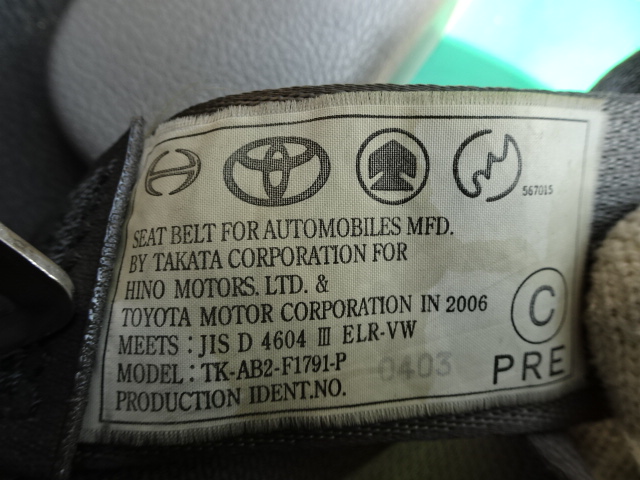 567015
SEAT BELT FOR AUTOMOBILES MFD.
BY TAKATA CORPORATION FOR
HINO MOTORS, LTD. &
TOYOTA MOTOR CORPORATION IN 2006
MEETS : JIS D 4604 Ⅲ ELR-VW
MODEL : TK-AB2-F1791-P
0403
PRODUCTION IDENT.NO.
C
PRE